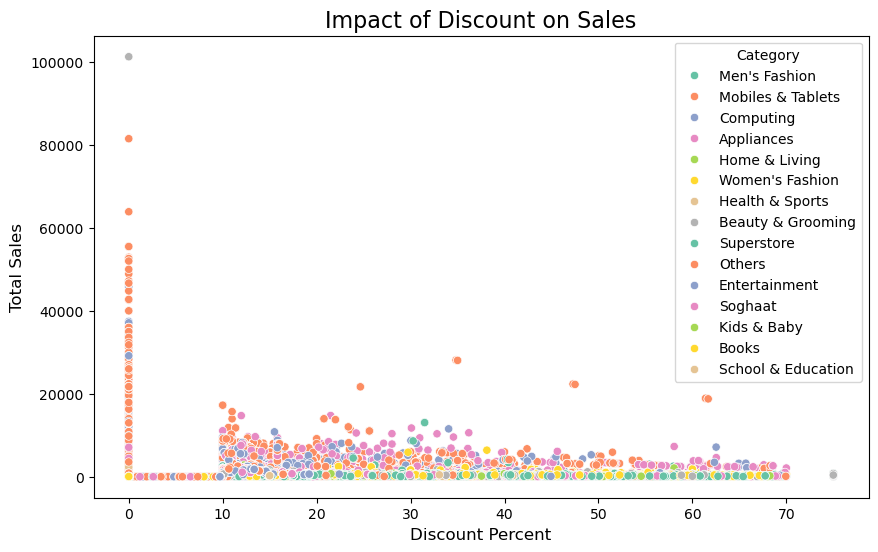 Impact of Discount on Sales
Total Sales
100000
80000
60000
40000
20000
0
0 10 20 30 40 50 60 70
Discount Percent
Category
Men's Fashion
Mobiles & Tablets
Computing
Appliances
Home & Living
Women's Fashion
Health & Sports
Beauty & Grooming
Superstore
Others
Entertainment
Soghaat
Kids & Baby
Books
School & Education